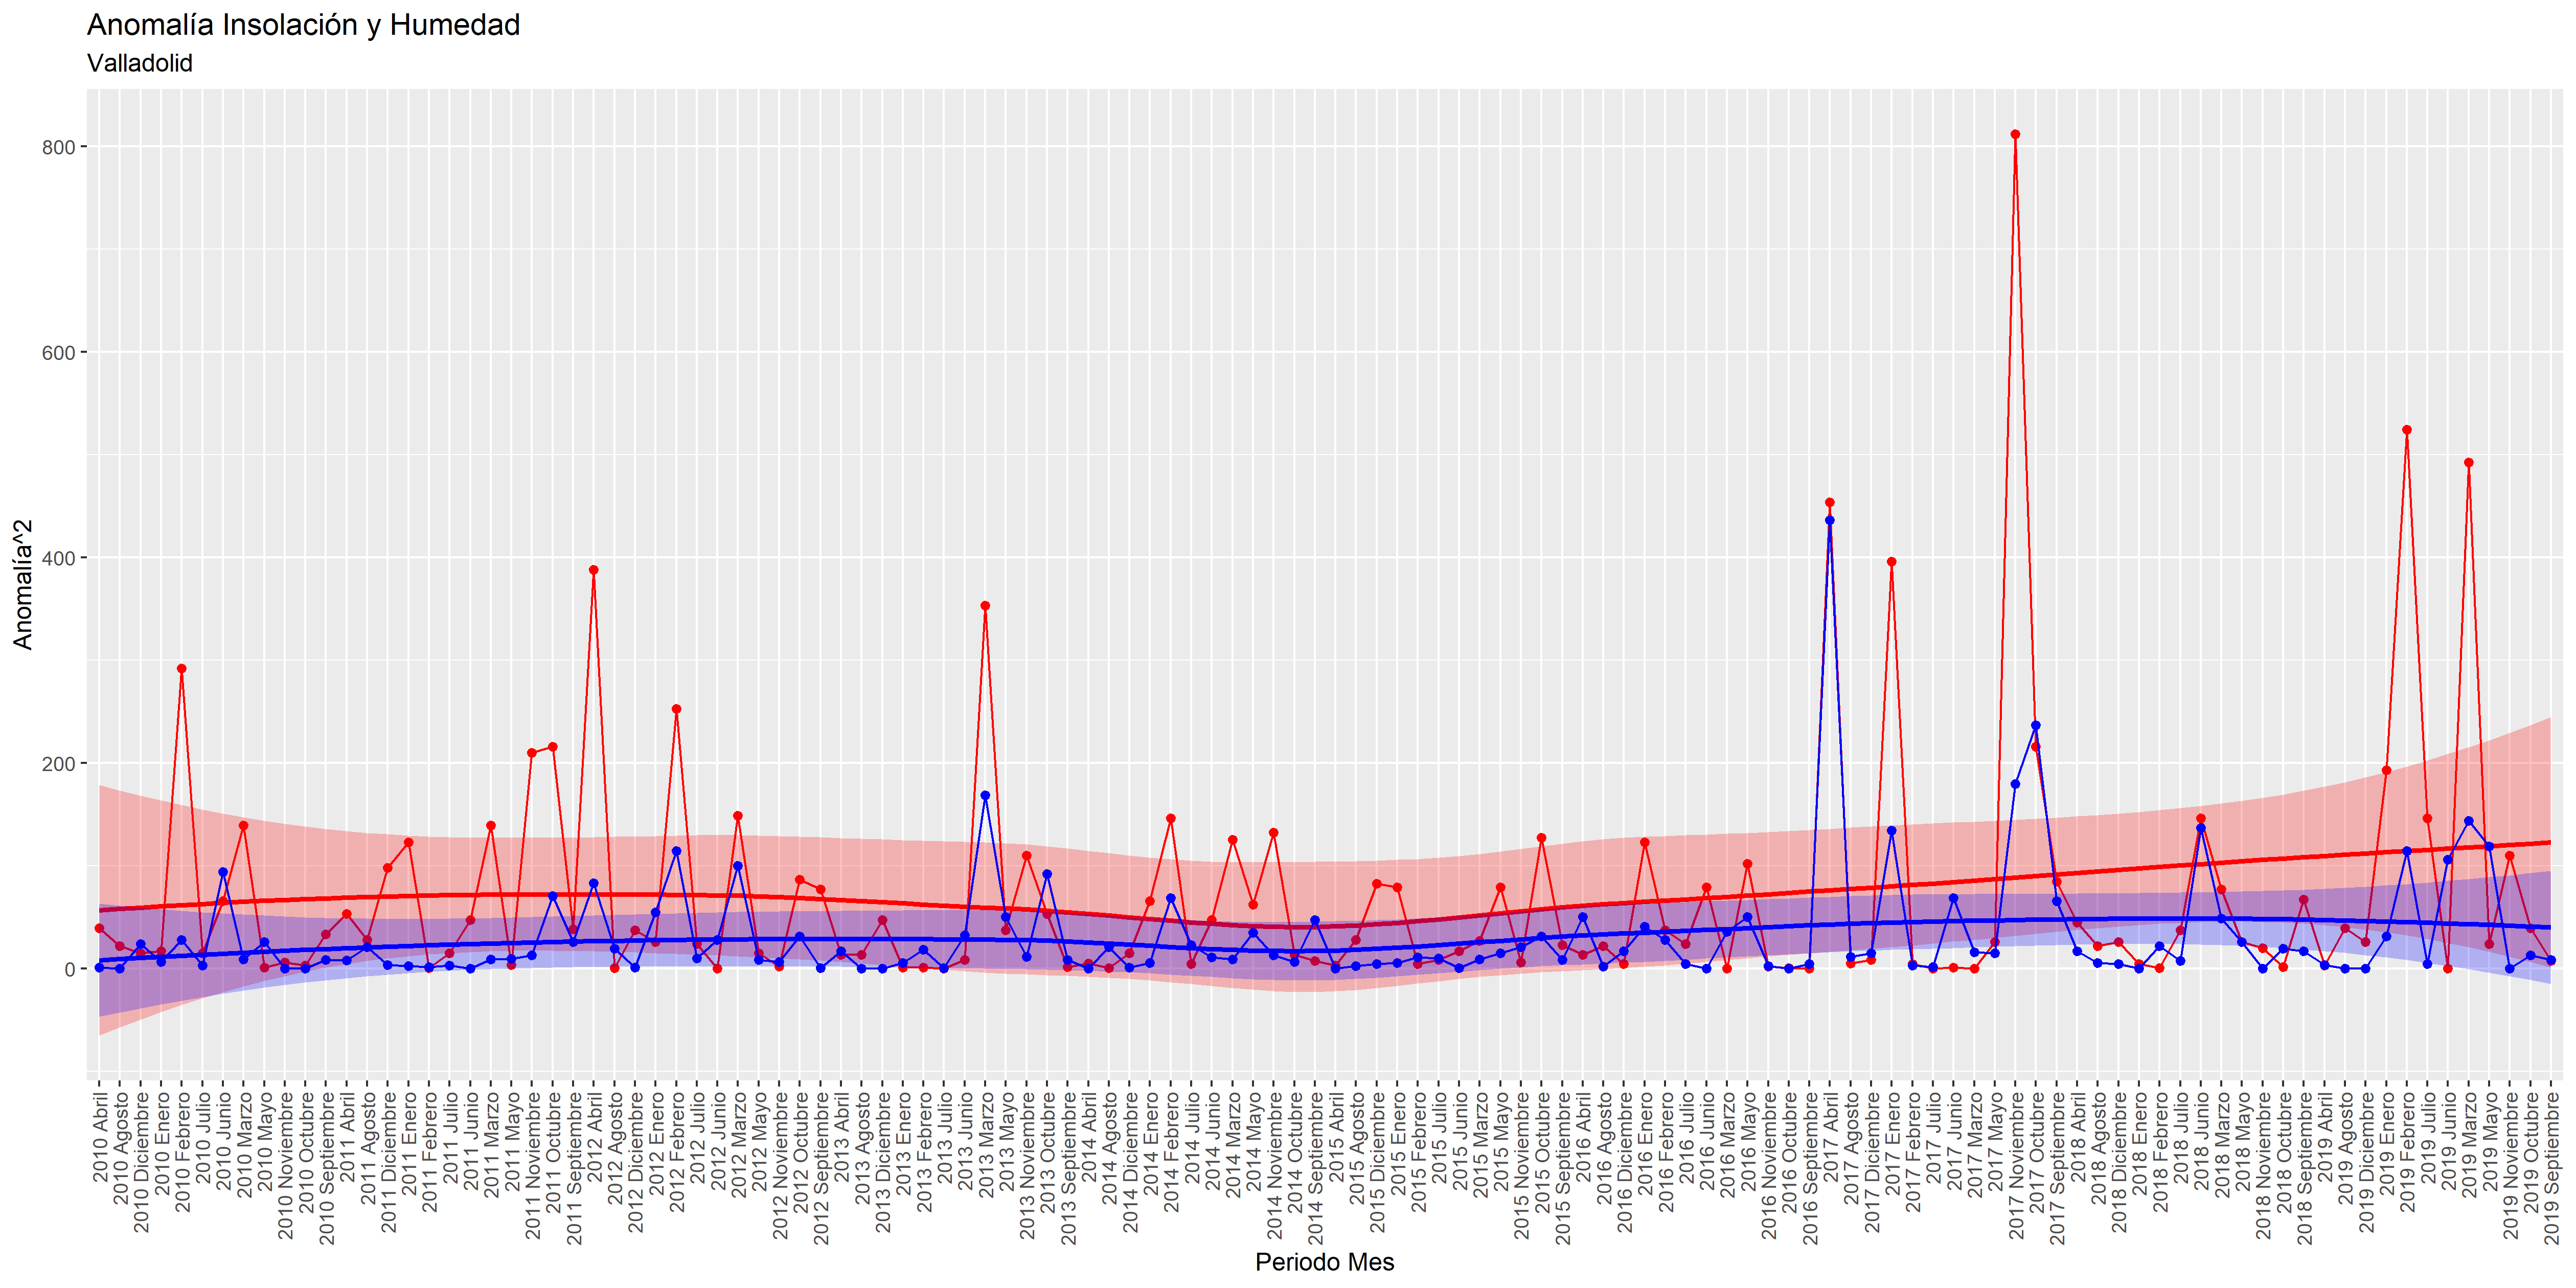 Anomalía Insolación y Humedad
Valladolid
Anomalía^2
800
600
400
200
0
2010 Abril
2010 Agosto
2010 Diciembre
2010 Enero
2010 Febrero
2010 Julio
2010 Junio
2010 Marzo
2010 Mayo
2010 Noviembre
2010 Octubre
2010 Septiembre
2011 Abril
2011 Agosto
2011 Diciembre
2011 Enero
2011 Febrero
2011 Julio
2011 Junio
2011 Marzo
2011 Mayo
2011 Noviembre
2011 Octubre
2011 Septiembre
2012 Abril
2012 Agosto
2012 Diciembre
2012 Enero
2012 Febrero
2012 Julio
2012 Junio
2012 Marzo
2012 Mayo
2012 Noviembre
2012 Octubre
2012 Septiembre
2013 Abril
2013 Agosto
2013 Diciembre
2013 Enero
2013 Febrero
2013 Julio
2013 Junio
2013 Marzo
2013 Mayo
2013 Noviembre
2013 Octubre
2013 Septiembre
2014 Abril
2014 Agosto
2014 Diciembre
2014 Enero
2014 Febrero
2014 Julio
2014 Junio
2014 Marzo
2014 Mayo
2014 Noviembre
2014 Octubre
2014 Septiembre
2015 Abril
2015 Agosto
2015 Diciembre
2015 Enero
2015 Febrero
2015 Julio
2015 Junio
2015 Marzo
2015 Mayo
2015 Noviembre
2015 Octubre
2015 Septiembre
2016 Abril
2016 Agosto
2016 Diciembre
2016 Enero
2016 Febrero
2016 Julio
2016 Junio
2016 Marzo
2016 Mayo
2016 Noviembre
2016 Octubre
2016 Septiembre
2017 Abril
2017 Agosto
2017 Diciembre
2017 Enero
2017 Febrero
2017 Julio
2017 Junio
2017 Marzo
2017 Mayo
2017 Noviembre
2017 Octubre
2017 Septiembre
2018 Abril
2018 Agosto
2018 Diciembre
2018 Enero
2018 Febrero
2018 Julio
2018 Junio
2018 Marzo
2018 Mayo
2018 Noviembre
2018 Octubre
2018 Septiembre
2019 Abril
2019 Agosto
2019 Diciembre
2019 Enero
2019 Febrero
2019 Julio
2019 Junio
2019 Marzo
2019 Mayo
2019 Noviembre
2019 Octubre
2019 Septiembre
Periodo Mes